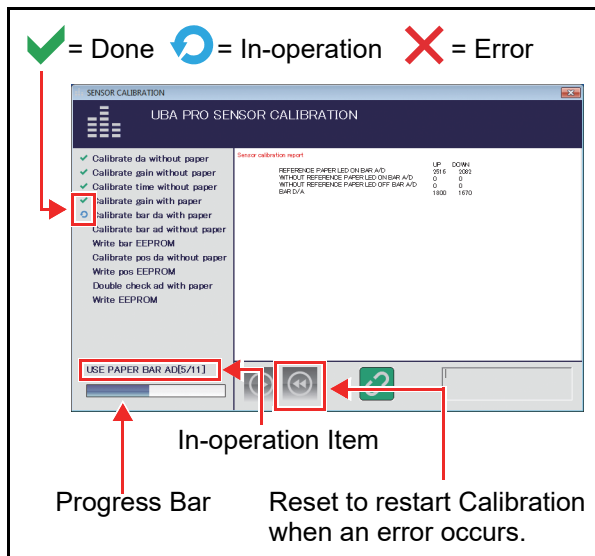 = Done
= In-operation
= Error
SENSOR CALIBRATION
UBA PRO SENSOR CALIBRATION
Calibrate da without paper
Calibrate gain without paper
Calibrate time without paper
Calibrate gain with paper
Calibrate bar da with paper
Calibrate bar ad without paper
Write bar EEPROM
Calibrate pos da without paper
Write pos EEPROM
Double check ad with paper
Write EEPROM
Sensor calibration report
UP DOWN
REFERENCE PAPER LED ON BAR A/D 2516 2082
WITHOUT REFERENCE PAPER LED ON BAR A/D 0 0
WITHOUT REFERENCE PAPER LED OFF BAR A/D 0 0
BAR D/A 1800 1670
USE PAPER BAR AD[5/11]
In-operation Item
Progress Bar
Reset to restart Calibration
when an error occurs.